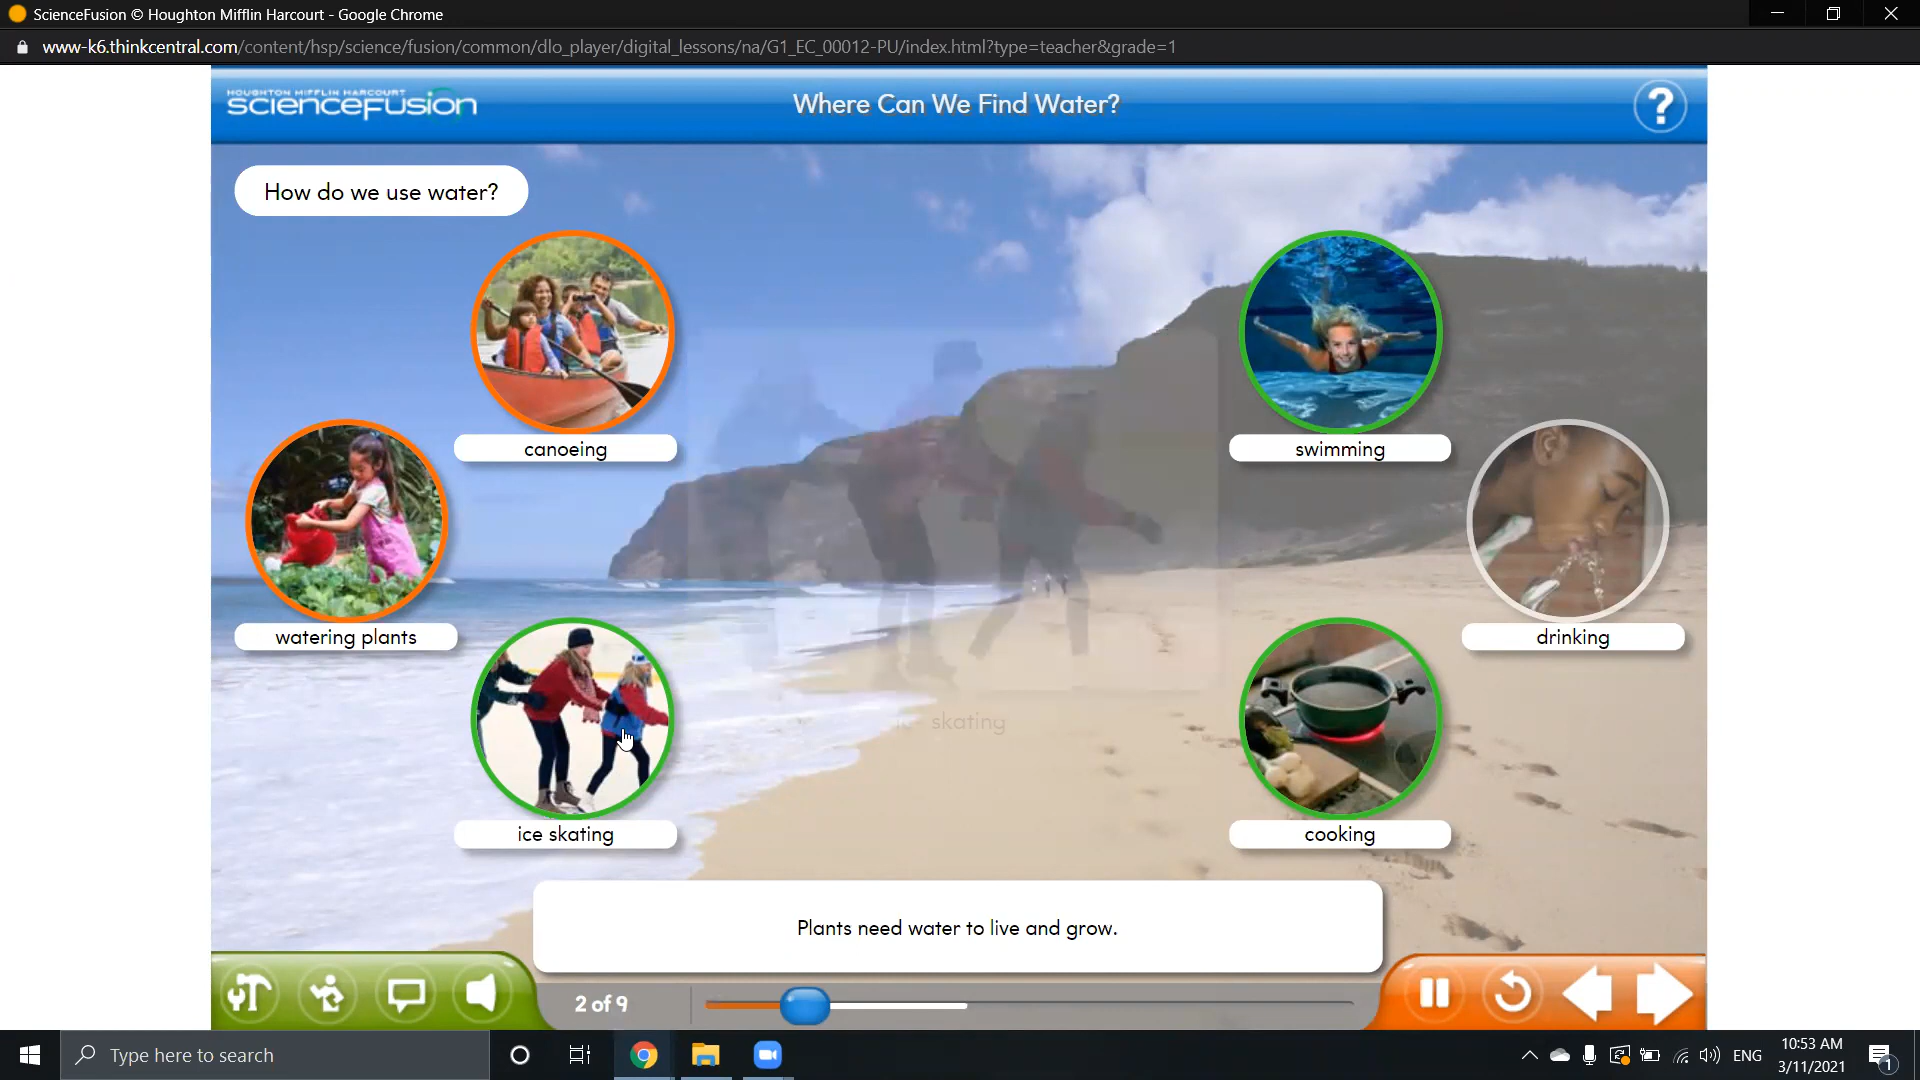 ScienceFusion © Houghton Mifflin Harcourt - Google Chrome
www-k6.thinkcentral.com/content/hsp/science/fusion/common/dlo_player/digital_lessons/na/G1_EC_00012-PU/index.html?type=teacher&grade=1
HOUGHTON MIFFLIN HARCOURT
scienceFusion
Where Can We Find Water?
?
How do we use water?
canoeing
swimming
watering plants
drinking
skating
ice skating
cooking
Plants need water to live and grow.
2 of 9
Type here to search
ENG
10:53 AM
3/11/2021
1